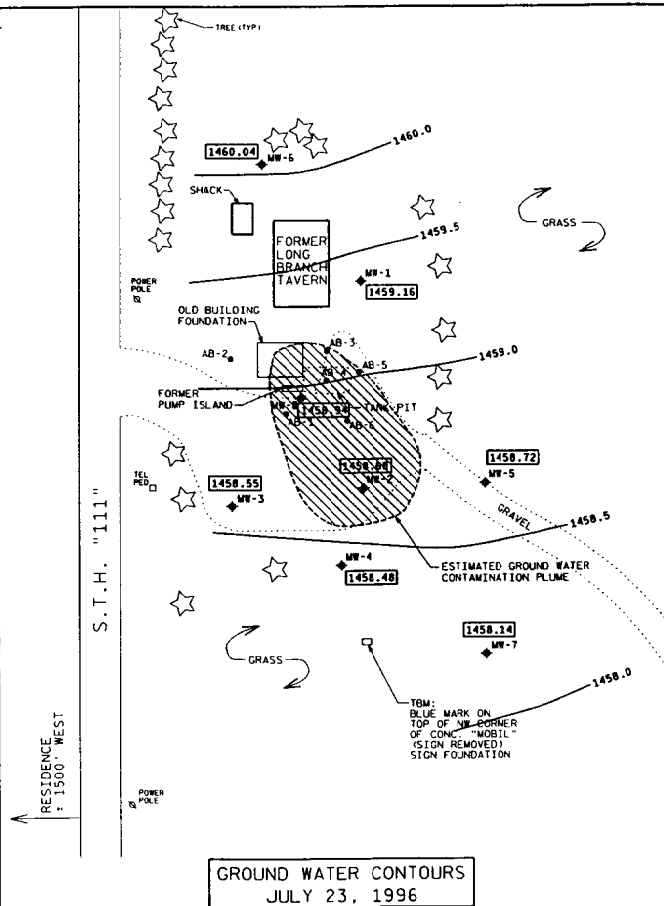 TREE (TYP)
1460.04
MW-6
1460.0
SHACK
FORMER
LONG
BRANCH
TAVERN
1459.5
GRASS
MW-1
1459.16
POWER
POLE
OLD BUILDING
FOUNDATION
AB-3
AB-2
AB-5
1459.0
AB-4
FORMER
PUMP ISLAND
TANK PIT
1458.94
AB-1
AB-6
1458.72
MW-5
TEL
PED
1458.55
MW-3
MW-2
GRAVEL
1458.5
S.T.H. "111"
MW-4
1458.48
ESTIMATED GROUND WATER
CONTAMINATION PLUME
GRASS
1458.14
MW-7
1458.0
TBM:
BLUE MARK ON
TOP OF NW CORNER
OF CONC. "MOBIL"
(SIGN REMOVED)
SIGN FOUNDATION
RESIDENCE
± 1500' WEST
POWER
POLE
GROUND WATER CONTOURS
JULY 23, 1996